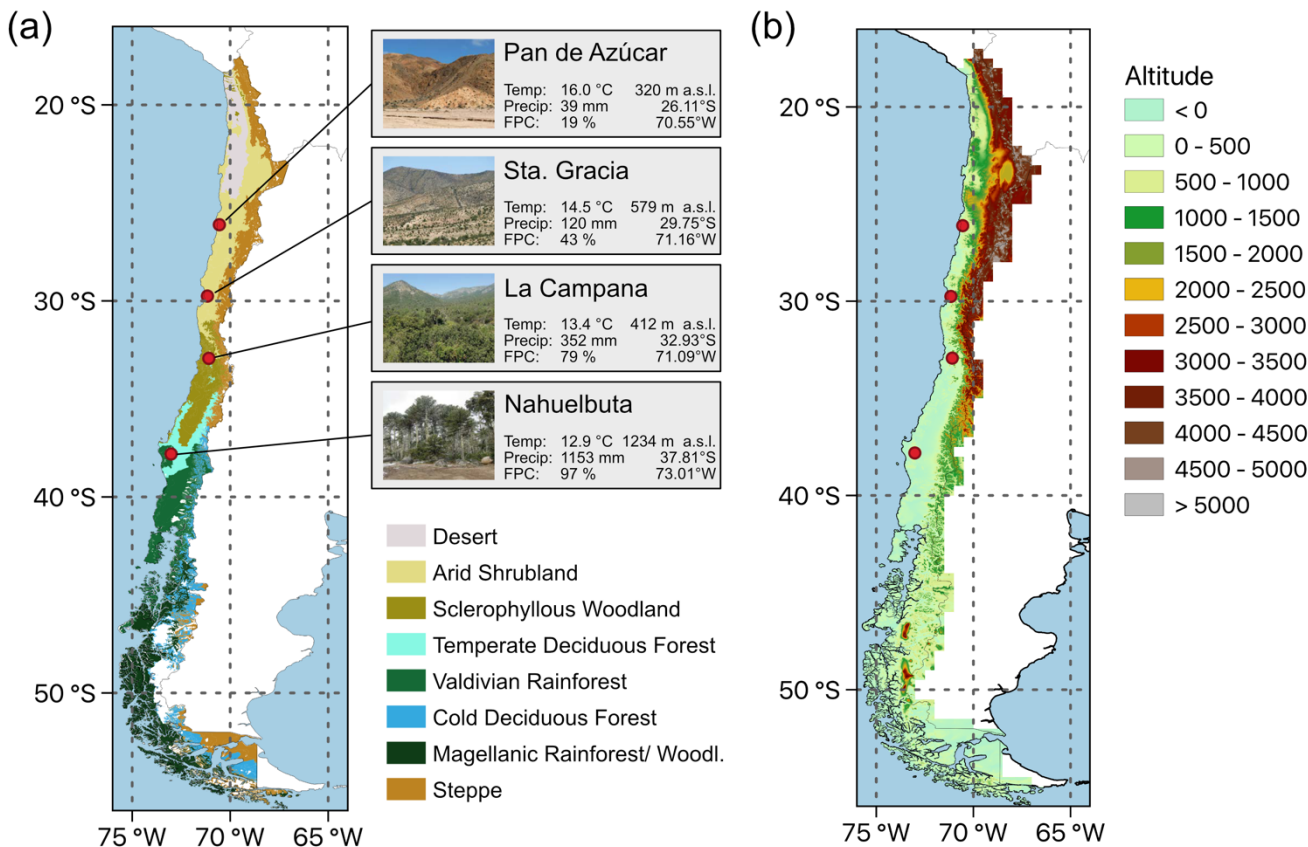 (a)
20 °S
30 °S
40 °S
50 °S
75 °W
70 °W
65 °W
Pan de Azúcar
Temp: 16.0 °C 320 m a.s.l.
Precip: 39 mm 26.11°S
FPC: 19 % 70.55°W
Sta. Gracia
Temp: 14.5 °C 579 m a.s.l.
Precip: 120 mm 29.75°S
FPC: 43 % 71.16°W
La Campana
Temp: 13.4 °C 412 m a.s.l.
Precip: 352 mm 32.93°S
FPC: 79 % 71.09°W
Nahuelbuta
Temp: 12.9 °C 1234 m a.s.l.
Precip: 1153 mm 37.81°S
FPC: 97 % 73.01°W
Desert
Arid Shrubland
Sclerophyllous Woodland
Temperate Deciduous Forest
Valdivian Rainforest
Cold Deciduous Forest
Magellanic Rainforest/ Woodl.
Steppe
(b)
20 °S
30 °S
40 °S
50 °S
75 °W
70 °W
65 °W
Altitude
< 0
0 - 500
500 - 1000
1000 - 1500
1500 - 2000
2000 - 2500
2500 - 3000
3000 - 3500
3500 - 4000
4000 - 4500
4500 - 5000
> 5000